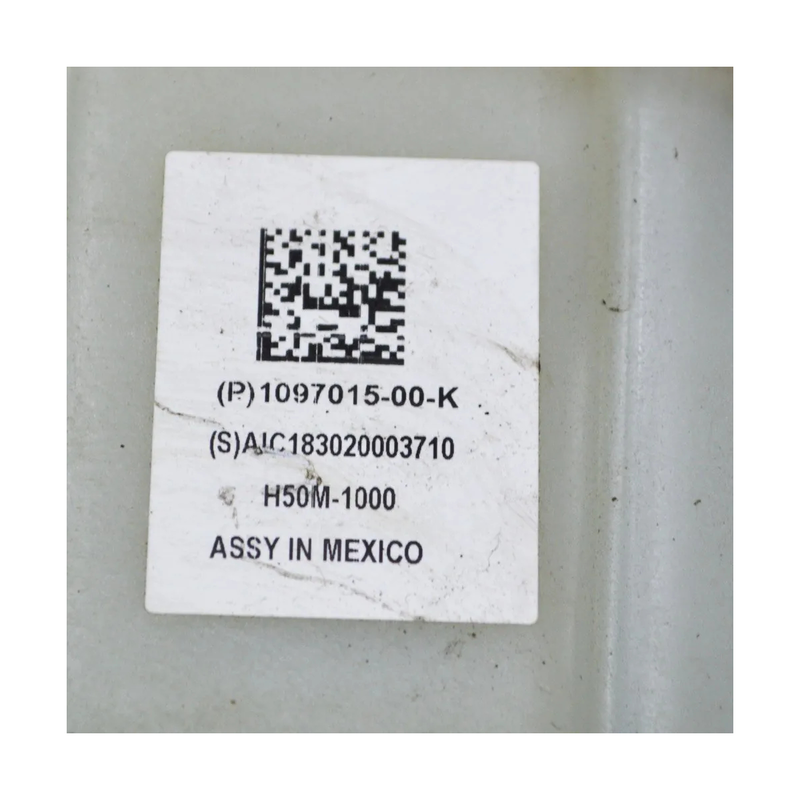 (P)1097015-00-K
(S)AIC183020003710
H50M-1000
ASSY IN MEXICO